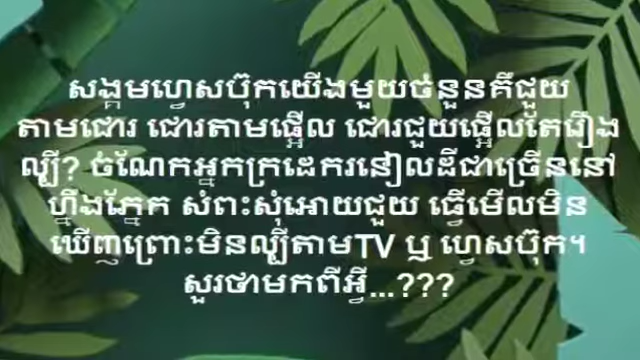 សង្គមហ្វេសប៊ុកយើងមួយចំនួនគឺជួយ
តាមជោរ ជោរតាមផ្អើល ជោរជួយផ្អើលតែរឿង
ល្បី? ចំណែកអ្នកក្រដេករនៀលដីជាច្រើននៅ
ហ្នឹងភ្នែក សំពះសុំអោយជួយ ធ្វើមើលមិន
ឃើញព្រោះមិនល្បីតាមTV ឬ ហ្វេសប៊ុក។
សួរថាមកពីអ្វី...???